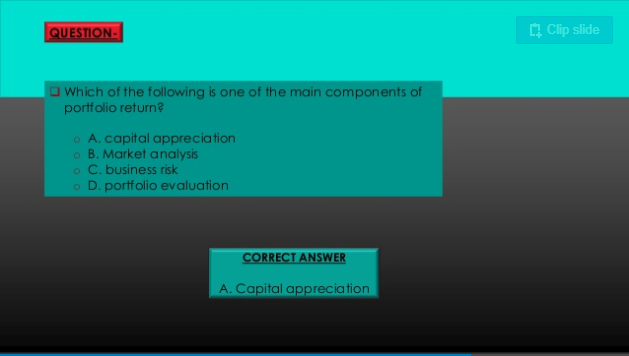 QUESTION-
Clip slide
❑ Which of the following is one of the main components of
portfolio return?
o A. capital appreciation
o B. Market analysis
o C. business risk
o D. portfolio evaluation
CORRECT ANSWER
A. Capital appreciation